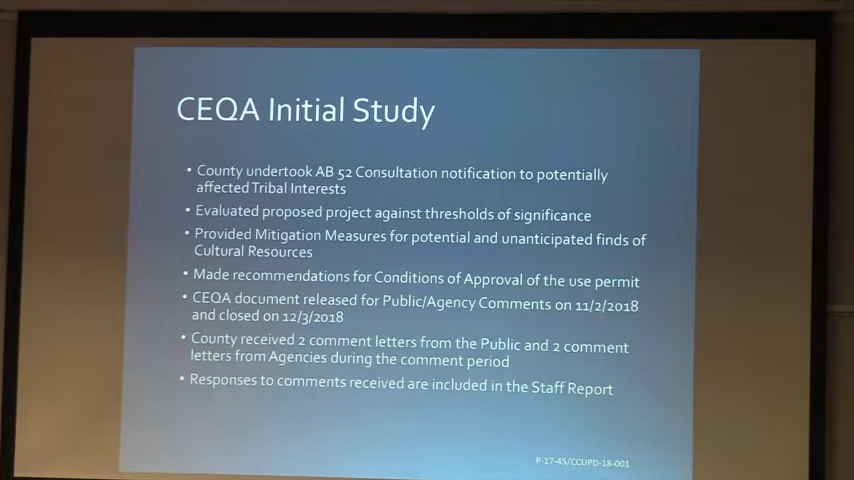 CEQA Initial Study
• County undertook AB 52 Consultation notification to potentially
affected Tribal Interests
• Evaluated proposed project against thresholds of significance
• Provided Mitigation Measures for potential and unanticipated finds of
Cultural Resources
• Made recommendations for Conditions of Approval of the use permit
• CEQA document released for Public/Agency Comments on 11/2/2018
and closed on 12/3/2018
• County received 2 comment letters from the Public and 2 comment
letters from Agencies during the comment period
• Responses to comments received are included in the Staff Report
P-17-45/CCUPD-18-001